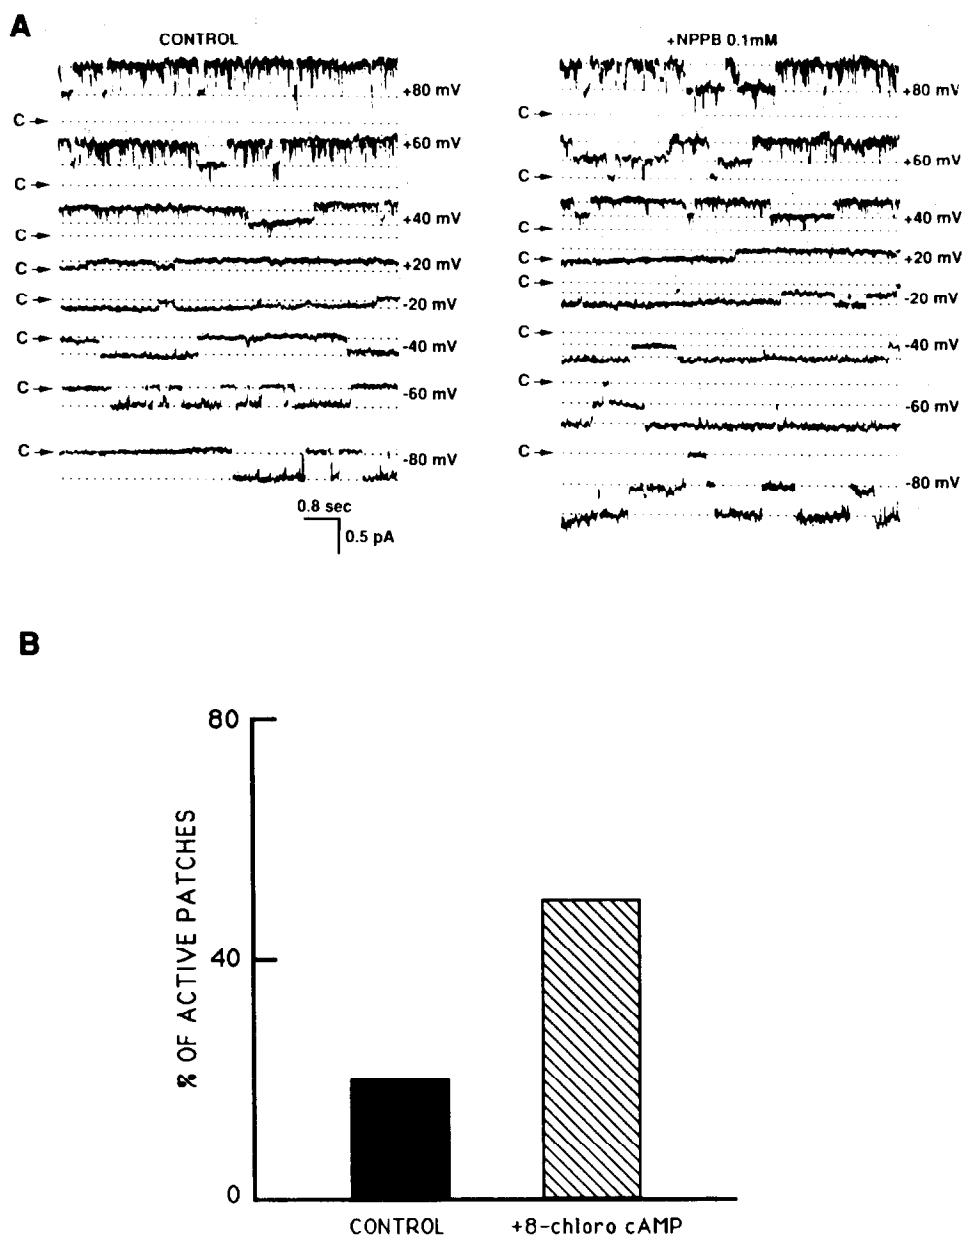 A
CONTROL
+80 mV
C
+60 mV
C
+40 mV
C
+20 mV
C
C
-20 mV
C
-40 mV
C
-60 mV
C
-80 mV
0.8 sec
0.5 pA
+NPPB 0.1mM
+80 mV
C
+60 mV
C
+40 mV
C
C
+20 mV
C
-20 mV
C
-40 mV
C
-60 mV
C
-80 mV
B
% OF ACTIVE PATCHES
80
40
0
CONTROL
+8-chloro cAMP